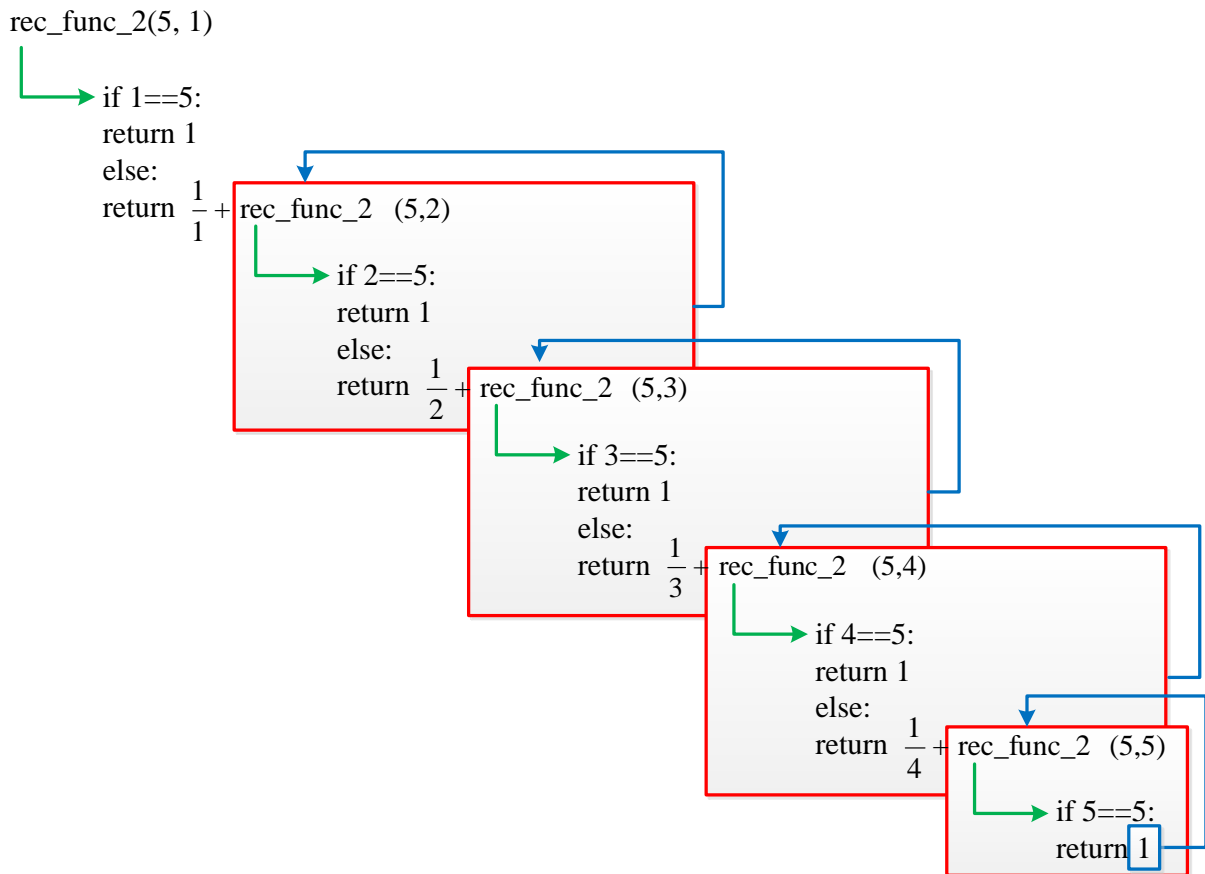 rec_func_2(5, 1)
if 1==5:
return 1
else:
return 1/1 + rec_func_2 (5,2)
if 2==5:
return 1
else:
return 1/2 + rec_func_2 (5,3)
if 3==5:
return 1
else:
return 1/3 + rec_func_2 (5,4)
if 4==5:
return 1
else:
return 1/4 + rec_func_2 (5,5)
if 5==5:
return 1